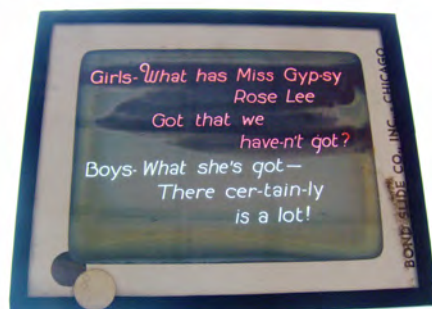 Girls- What has Miss Gyp-sy
Rose Lee
Got that we
have-n't got?
Boys- What she's got—
There cer-tain-ly
is a lot!
BOND SLIDE CO., INC., CHICAGO